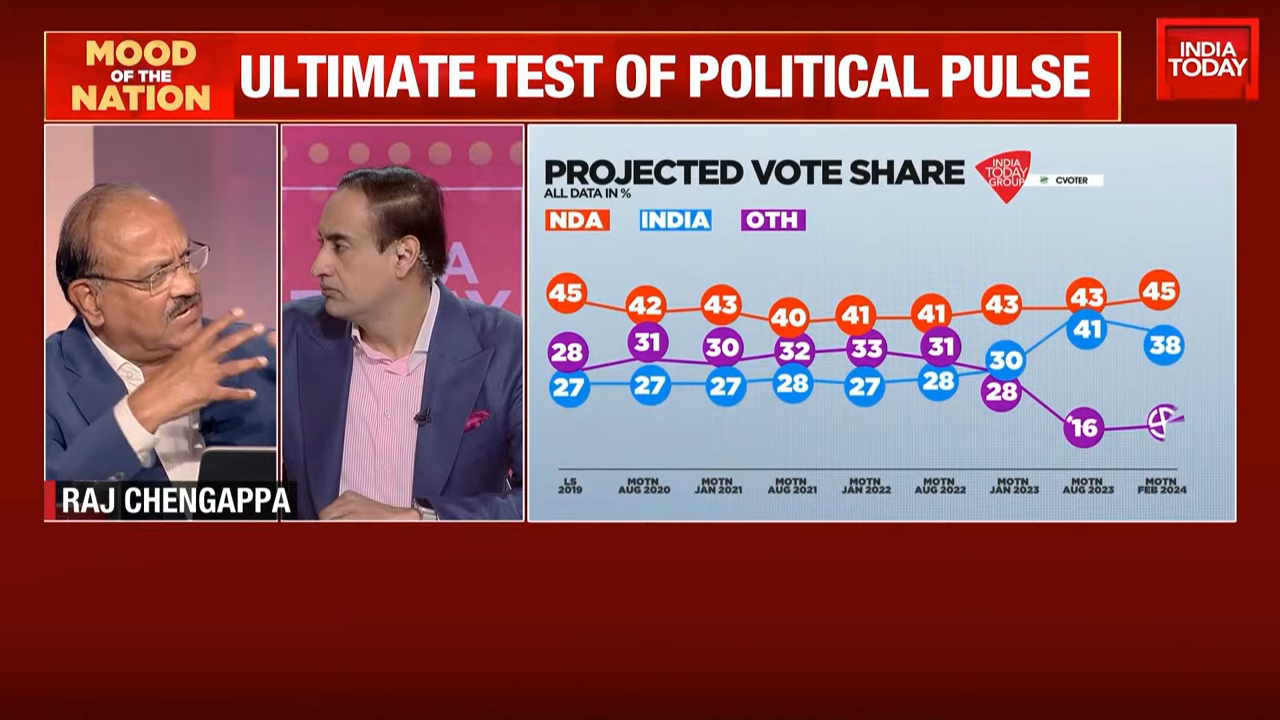 MOOD
OF THE
NATION
ULTIMATE TEST OF POLITICAL PULSE
INDIA
TODAY
PROJECTED VOTE SHARE
ALL DATA IN %
INDIA
TODAY
GROUP
CVOTER
NDA
INDIA
OTH
45
42
43
40
41
41
43
43
45
28
31
30
32
33
31
30
41
38
27
27
27
28
27
28
28
'16
LS
2019
MOTN
AUG 2020
MOTN
JAN 2021
MOTN
AUG 2021
MOTN
JAN 2022
MOTN
AUG 2022
MOTN
JAN 2023
MOTN
AUG 2023
MOTN
FEB 2024
RAJ CHENGAPPA